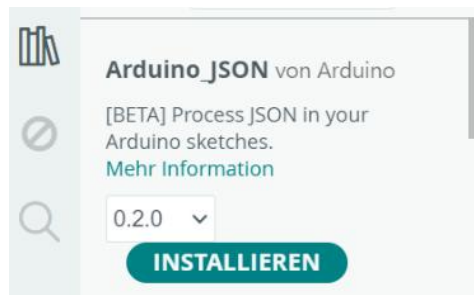 Arduino_JSON von Arduino
[BETA] Process JSON in your
Arduino sketches.
Mehr Information
0.2.0
INSTALLIEREN